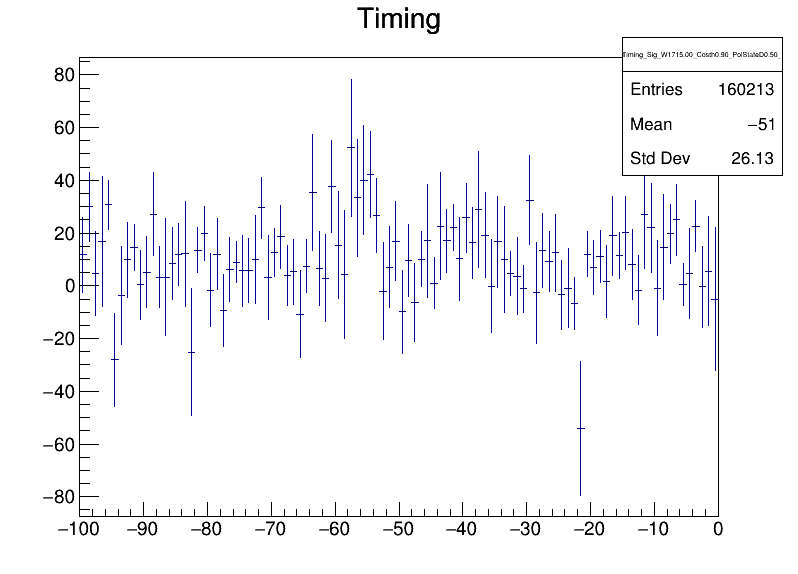 Timing
Timing_Sig_W1715.00_Costh0.90_PolStateD0.50_
Entries 160213
Mean −51
Std Dev 26.13
80
60
40
20
0
−20
−40
−60
−80
−100 −90 −80 −70 −60 −50 −40 −30 −20 −10 0